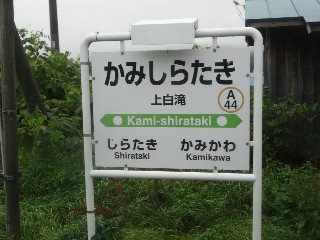 かみしらたき
上白滝
A
44
Kami-shirataki
しらたき かみかわ
Shirataki Kamikawa